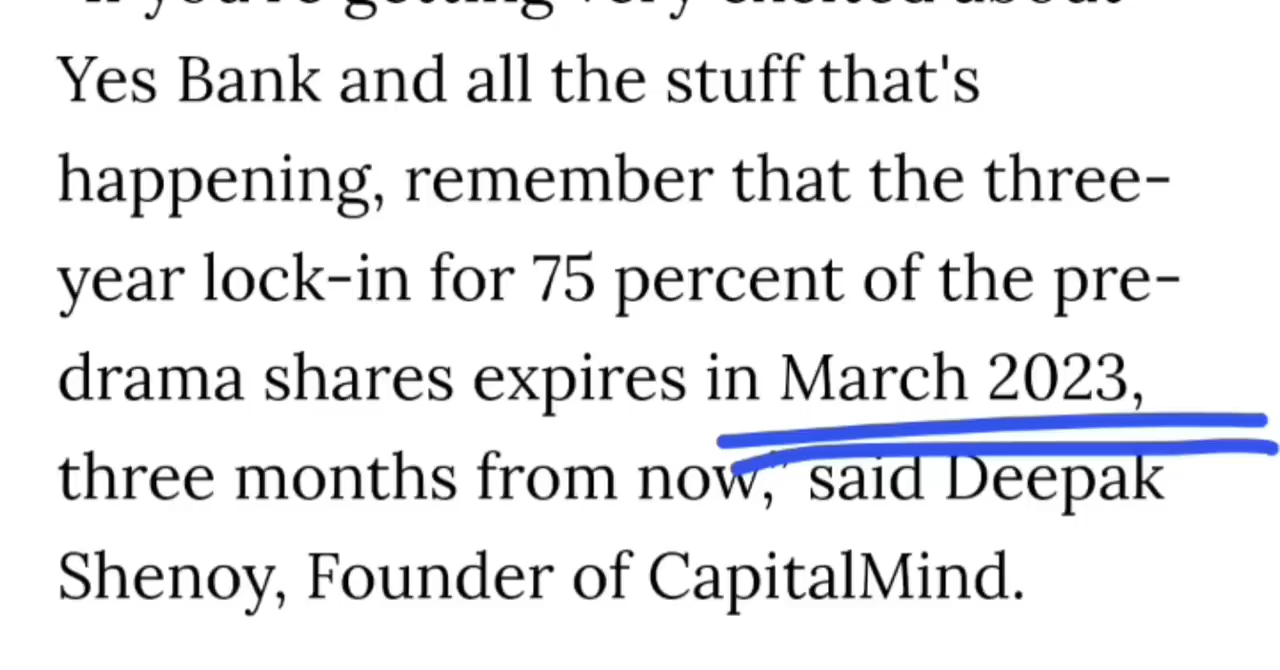 Yes Bank and all the stuff that's
happening, remember that the three-
year lock-in for 75 percent of the pre-
drama shares expires in March 2023,
three months from now," said Deepak
Shenoy, Founder of CapitalMind.